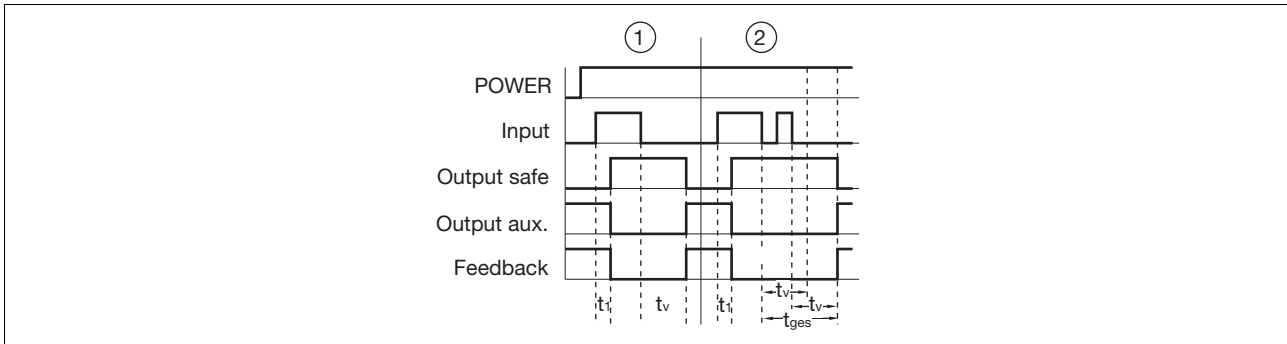 1 2
POWER
Input
Output safe
Output aux.
Feedback
tv
t1 tv t1 tv
tges